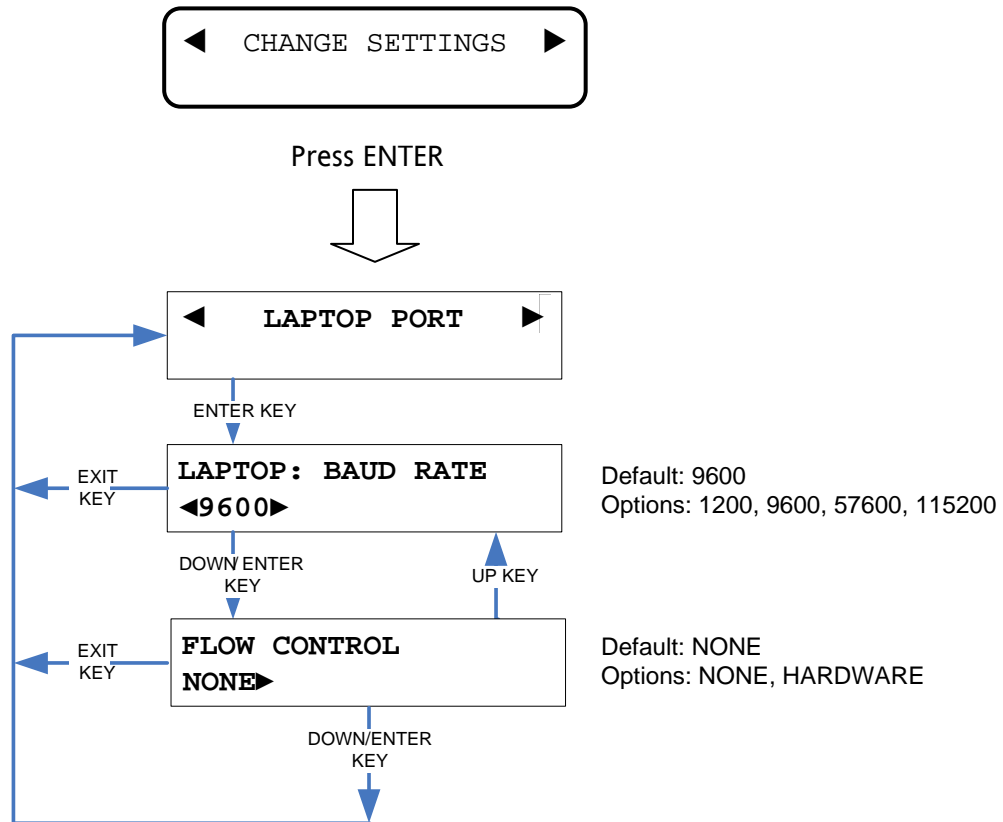 ◄ CHANGE SETTINGS ►
Press ENTER
◄ LAPTOP PORT ►
ENTER KEY
LAPTOP: BAUD RATE
◄9600►
EXIT
KEY
Default: 9600
Options: 1200, 9600, 57600, 115200
DOWN/ENTER
KEY
UP KEY
FLOW CONTROL
NONE►
EXIT
KEY
Default: NONE
Options: NONE, HARDWARE
DOWN/ENTER
KEY